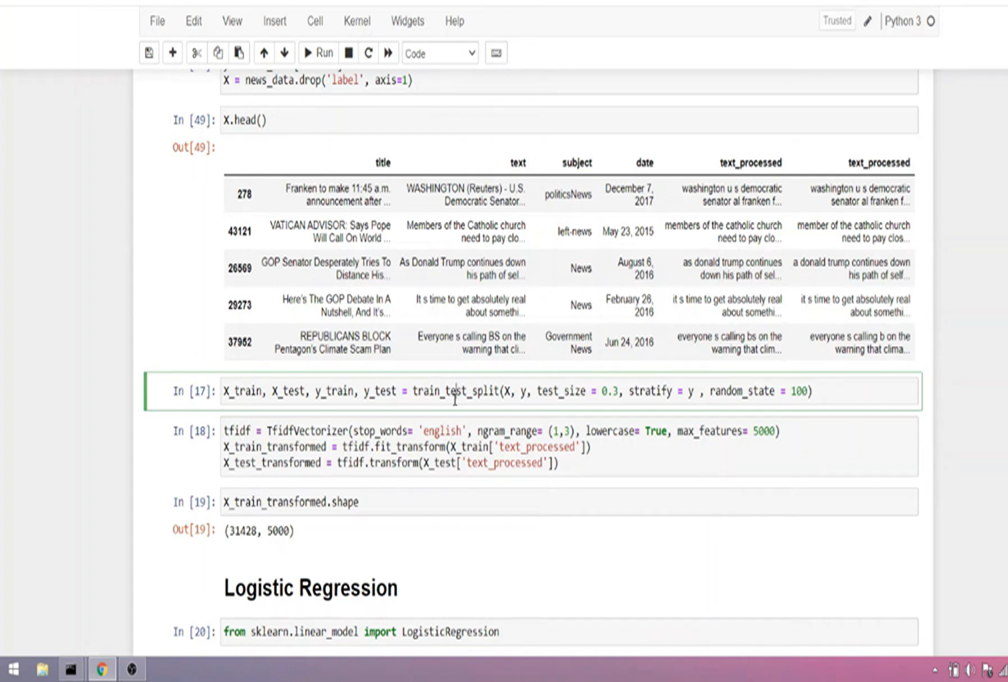 File Edit View Insert Cell Kernel Widgets Help Trusted Python 3
Run Code
X = news_data.drop('label', axis=1)
In [49]: X.head()
Out[49]:
title text subject date text_processed text_processed
278 Franken to make 11:45 a.m. announcement after ... WASHINGTON (Reuters) - U.S. Democratic Senator... politicsNews December 7, 2017 washington u s democratic senator al franken f... washington u s democratic senator al franken f...
43121 VATICAN ADVISOR: Says Pope Will Call On World ... Members of the Catholic church need to pay clo... left-news May 23, 2015 members of the catholic church need to pay clo... member of the catholic church need to pay clos...
26569 GOP Senator Desperately Tries To Distance His... As Donald Trump continues down his path of sel... News August 6, 2016 as donald trump continues down his path of sel... a donald trump continues down his path of self...
29273 Here's The GOP Debate In A Nutshell, And It's... It s time to get absolutely real about somethi... News February 26, 2016 it s time to get absolutely real about somethi... it s time to get absolutely real about somethi...
37952 REPUBLICANS BLOCK Pentagon's Climate Scam Plan Everyone s calling BS on the warning that cli... Government News Jun 24, 2016 everyone s calling bs on the warning that clim... everyone s calling b on the warning that clima...
In [17]: X_train, X_test, y_train, y_test = train_test_split(X, y, test_size = 0.3, stratify = y , random_state = 100)
In [18]: tfidf = TfidfVectorizer(stop_words= 'english', ngram_range= (1,3), lowercase= True, max_features= 5000)
X_train_transformed = tfidf.fit_transform(X_train['text_processed'])
X_test_transformed = tfidf.transform(X_test['text_processed'])
In [19]: X_train_transformed.shape
Out[19]: (31428, 5000)
Logistic Regression
In [20]: from sklearn.linear_model import LogisticRegression